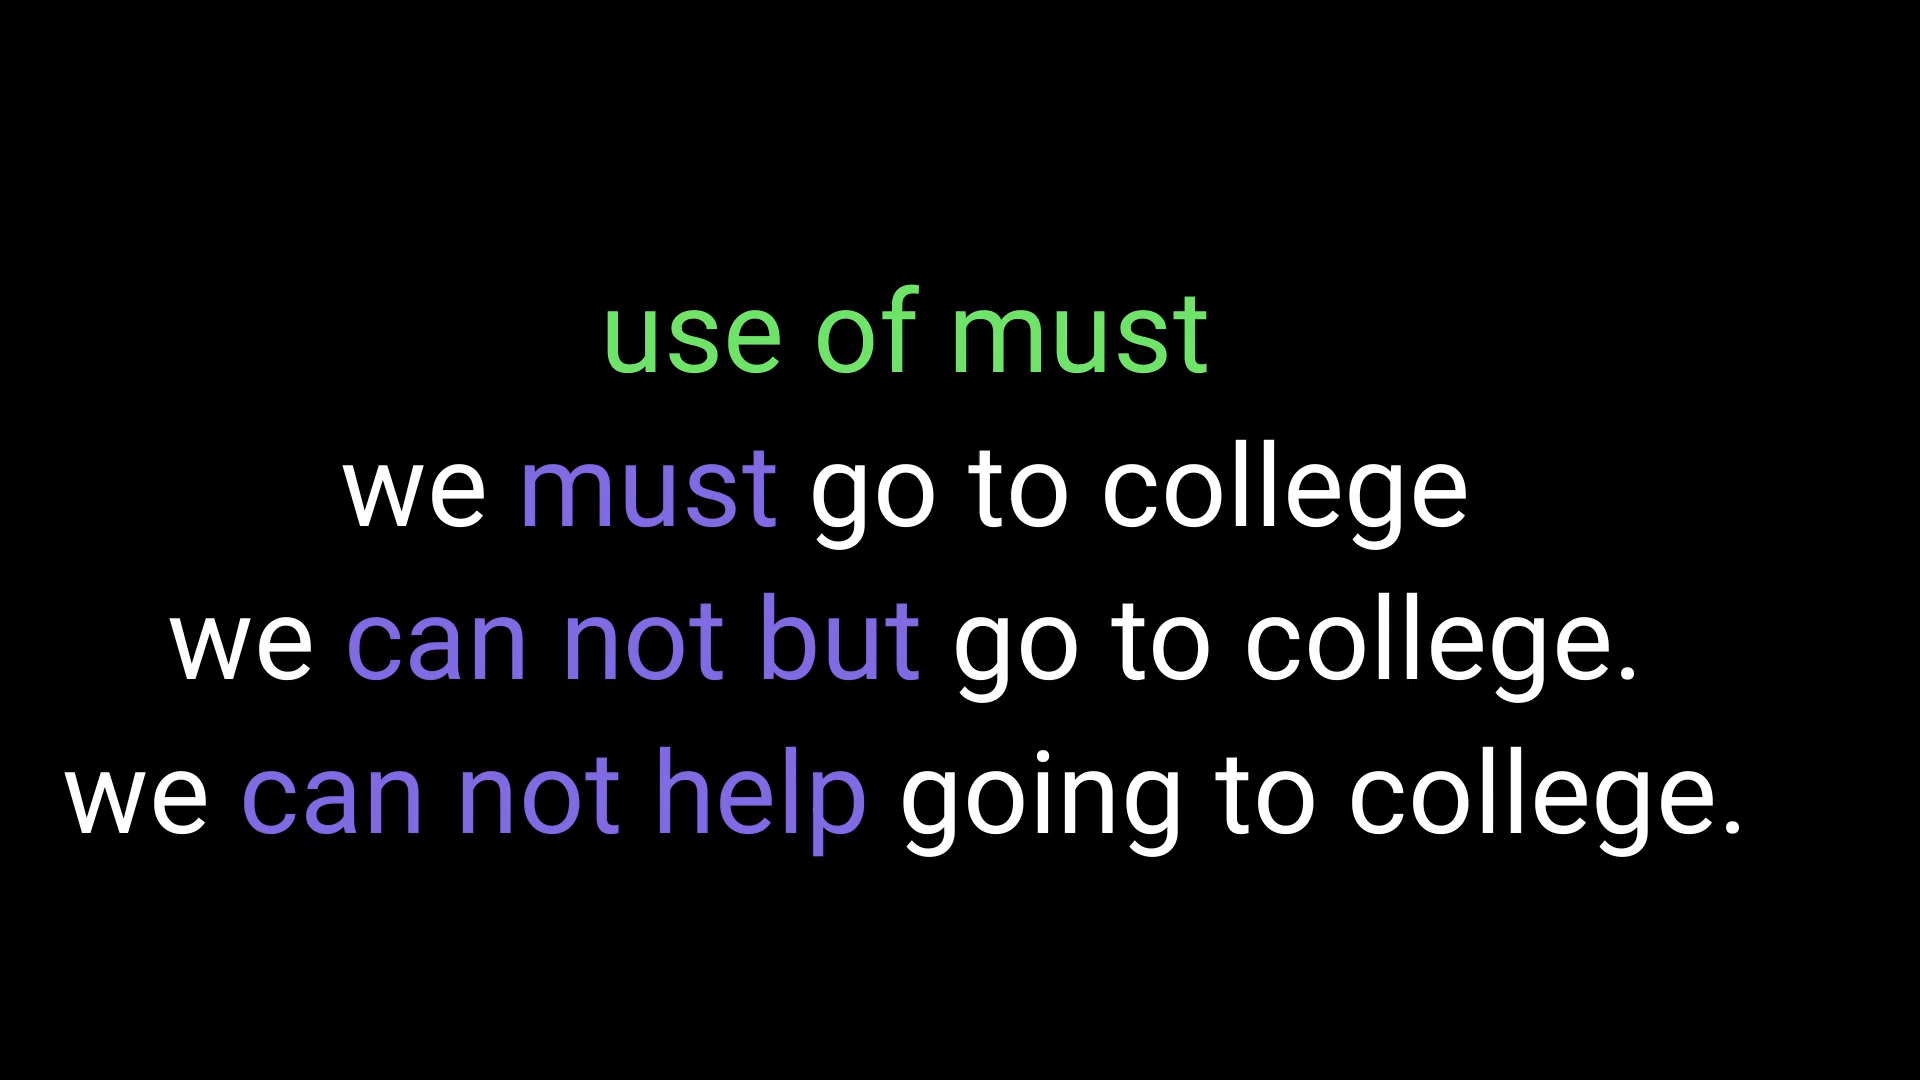 use of must
we must go to college
we can not but go to college.
we can not help going to college.